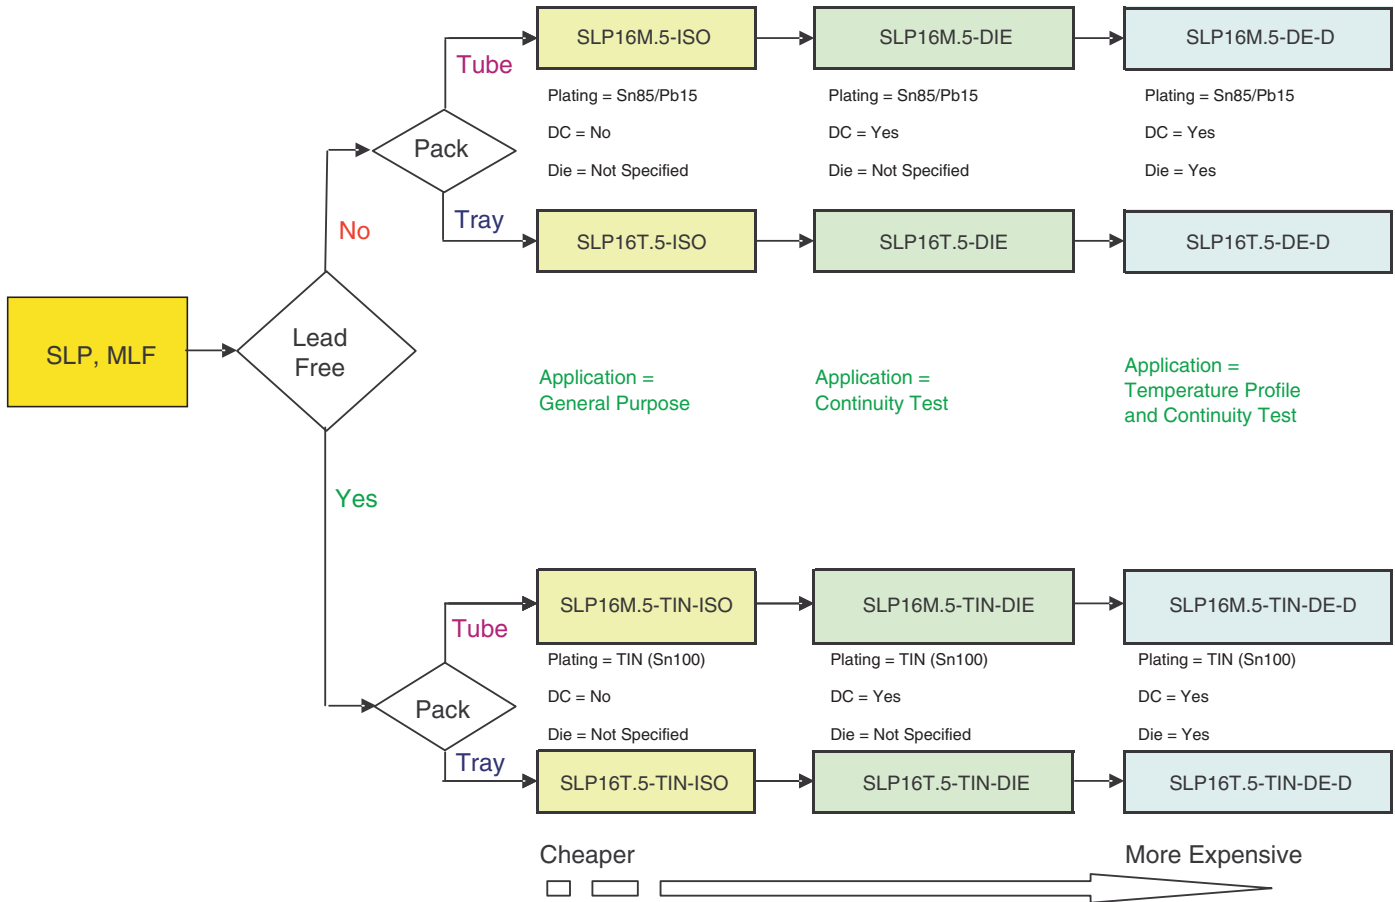 SLP16M.5-ISO
SLP16M.5-DIE
SLP16M.5-DE-D
Tube
Plating = Sn85/Pb15
Plating = Sn85/Pb15
Plating = Sn85/Pb15
DC = No
DC = Yes
DC = Yes
Pack
Die = Not Specified
Die = Not Specified
Die = Yes
Tray
No
SLP16T.5-ISO
SLP16T.5-DIE
SLP16T.5-DE-D
SLP, MLF
Lead
Free
Application =
General Purpose
Application =
Continuity Test
Application =
Temperature Profile
and Continuity Test
Yes
SLP16M.5-TIN-ISO
SLP16M.5-TIN-DIE
SLP16M.5-TIN-DE-D
Tube
Plating = TIN (Sn100)
Plating = TIN (Sn100)
Plating = TIN (Sn100)
DC = No
DC = Yes
DC = Yes
Pack
Die = Not Specified
Die = Not Specified
Die = Yes
Tray
SLP16T.5-TIN-ISO
SLP16T.5-TIN-DIE
SLP16T.5-TIN-DE-D
Cheaper
More Expensive